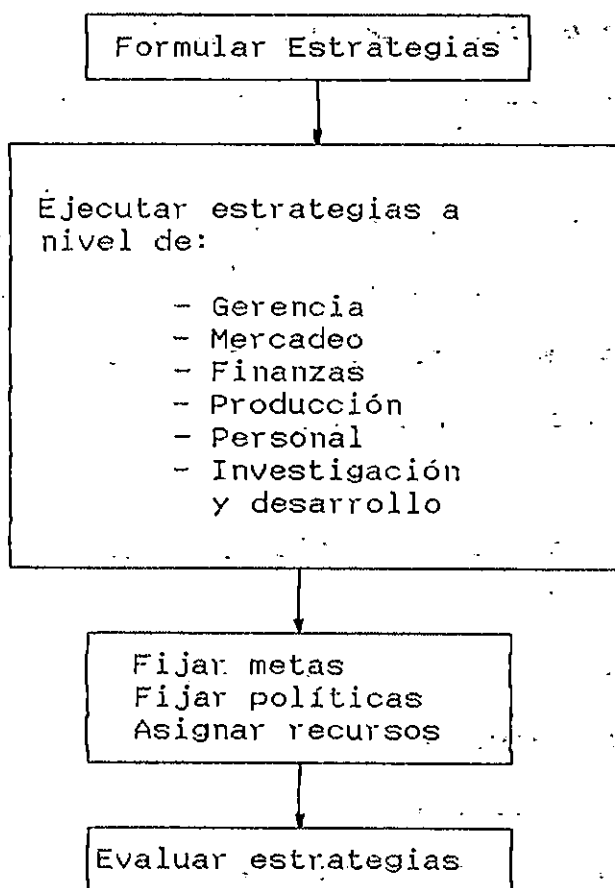 Formular Estrategias
Ejecutar estrategias a
nivel de:
- Gerencia
- Mercadeo
- Finanzas
- Producción
- Personal
- Investigación
y desarrollo
Fijar metas
Fijar políticas
Asignar recursos
Evaluar estrategias